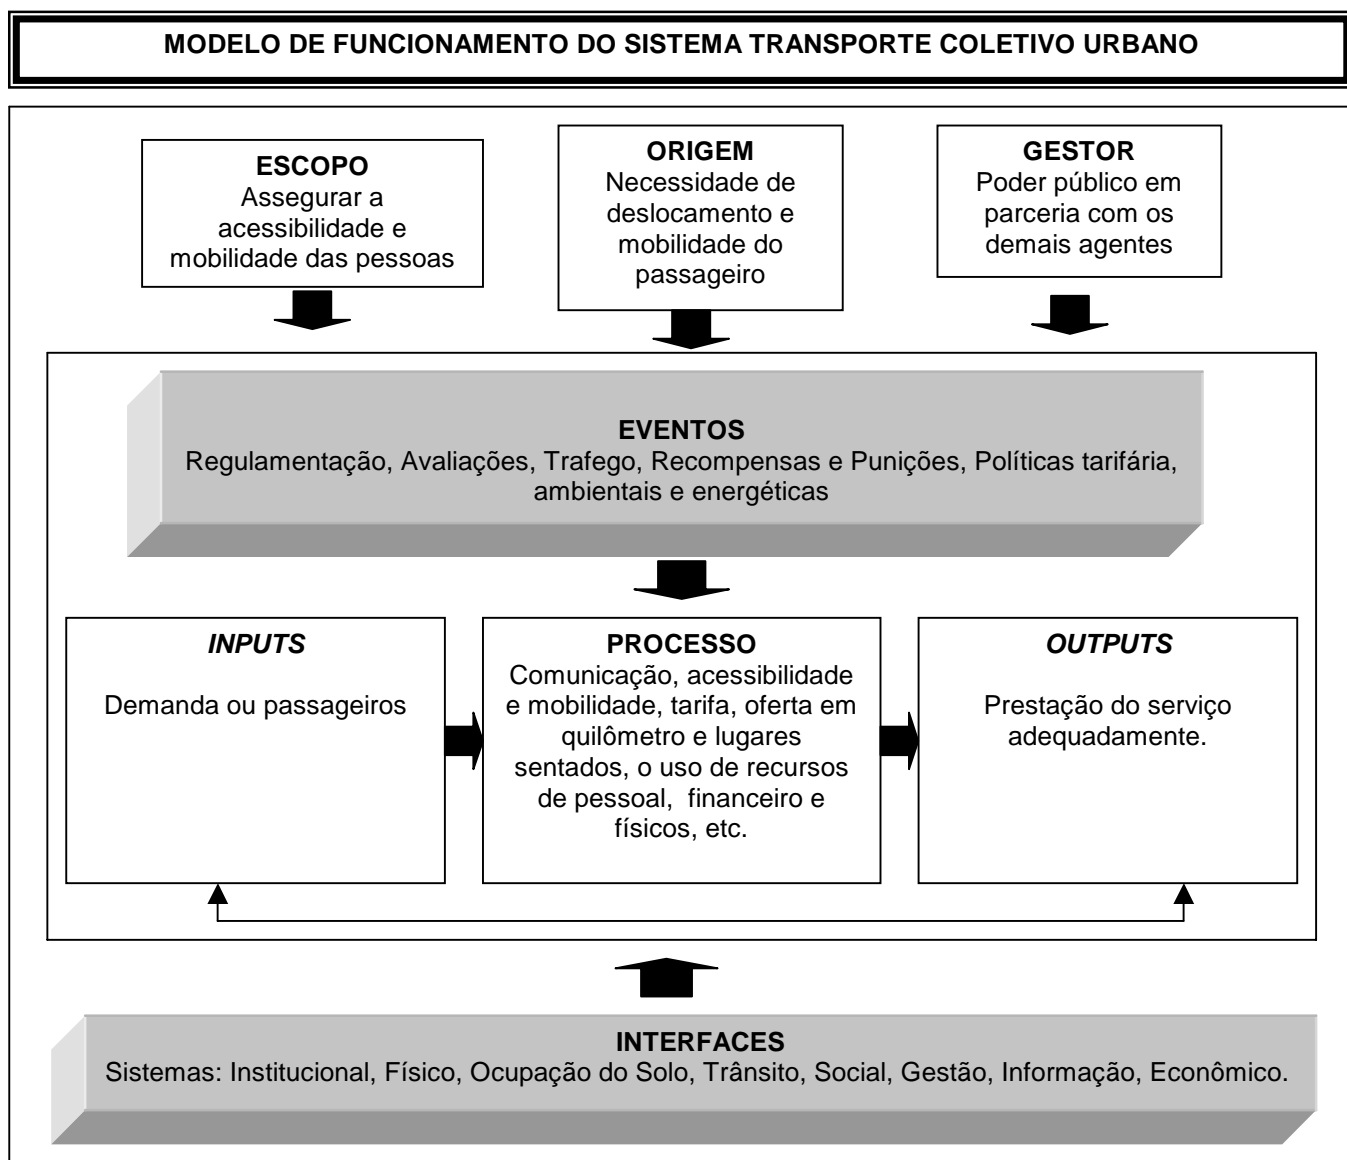 MODELO DE FUNCIONAMENTO DO SISTEMA TRANSPORTE COLETIVO URBANO
ESCOPO
Assegurar a
acessibilidade e
mobilidade das pessoas
ORIGEM
Necessidade de
deslocamento e
mobilidade do
passageiro
GESTOR
Poder público em
parceria com os
demais agentes
EVENTOS
Regulamentação, Avaliações, Trafego, Recompensas e Punições, Políticas tarifária,
ambientais e energéticas
INPUTS
Demanda ou passageiros
PROCESSO
Comunicação, acessibilidade
e mobilidade, tarifa, oferta em
quilômetro e lugares
sentados, o uso de recursos
de pessoal, financeiro e
físicos, etc.
OUTPUTS
Prestação do serviço
adequadamente.
INTERFACES
Sistemas: Institucional, Físico, Ocupação do Solo, Trânsito, Social, Gestão, Informação, Econômico.